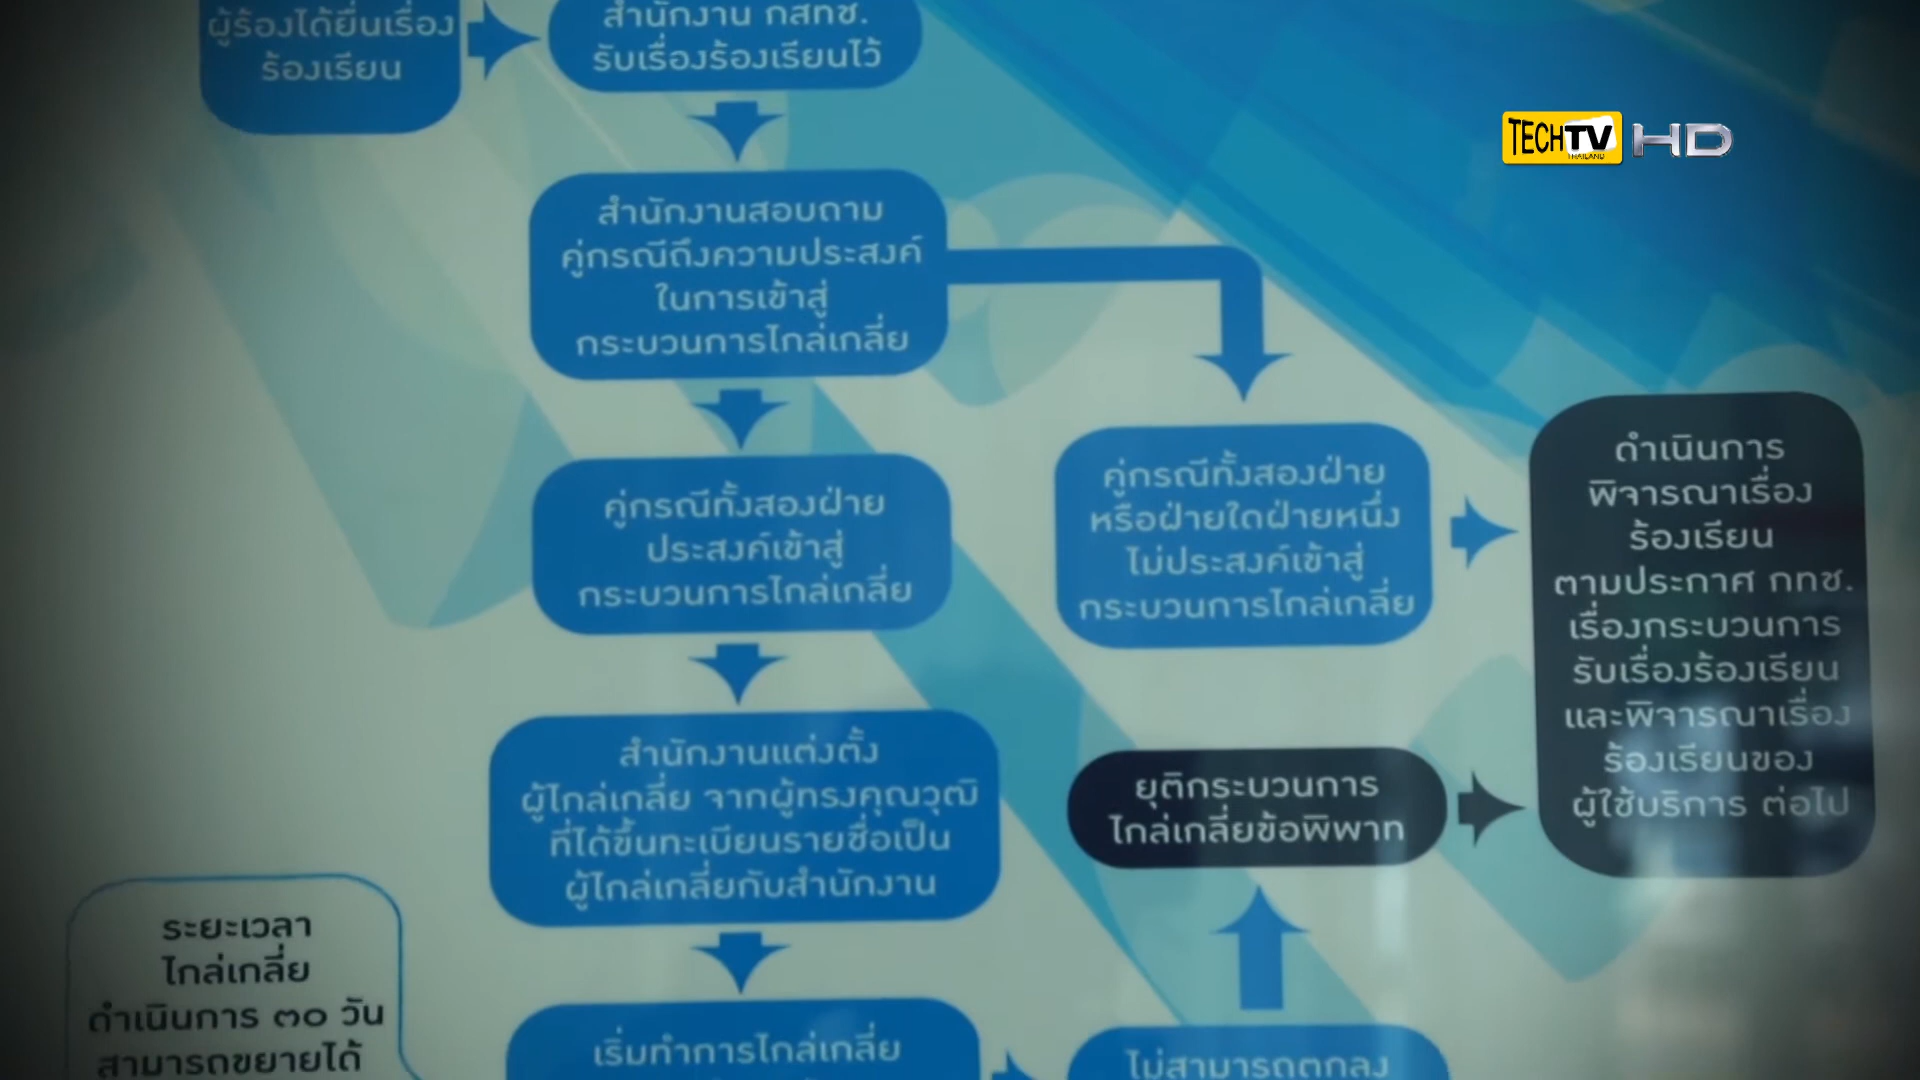 ผู้ร้องได้ยื่นเรื่อง
ร้องเรียน
สำนักงาน กสทช.
รับเรื่องร้องเรียนไว้
TECHTV HD
THAILAND
สำนักงานสอบถาม
คู่กรณีถึงความประสงค์
ในการเข้าสู่
กระบวนการไกล่เกลี่ย
คู่กรณีทั้งสองฝ่าย
ประสงค์เข้าสู่
กระบวนการไกล่เกลี่ย
คู่กรณีทั้งสองฝ่าย
หรือฝ่ายใดฝ่ายหนึ่ง
ไม่ประสงค์เข้าสู่
กระบวนการไกล่เกลี่ย
ดำเนินการ
พิจารณาเรื่อง
ร้องเรียน
ตามประกาศ กทช.
เรื่องกระบวนการ
รับเรื่องร้องเรียน
และพิจารณาเรื่อง
ร้องเรียนของ
ผู้ใช้บริการ ต่อไป
สำนักงานแต่งตั้ง
ผู้ไกล่เกลี่ย จากผู้ทรงคุณวุฒิ
ที่ได้ขึ้นทะเบียนรายชื่อเป็น
ผู้ไกล่เกลี่ยกับสำนักงาน
ยุติกระบวนการ
ไกล่เกลี่ยข้อพิพาท
ระยะเวลา
ไกล่เกลี่ย
ดำเนินการ ๓๐ วัน
สามารถขยายได้
เริ่มทำการไกล่เกลี่ย
ไม่สามารถตกลง